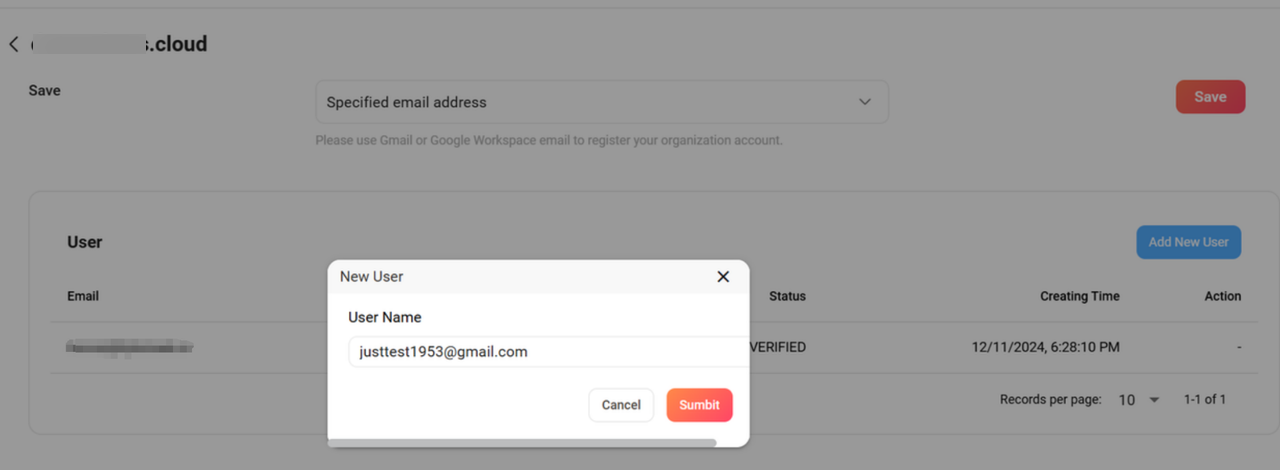 s.cloud
Save
Specified email address
Save
Please use Gmail or Google Workspace email to register your organization account.
User
Add New User
New User
Email
Status
Creating Time
Action
User Name
justtest1953@gmail.com
VERIFIED
12/11/2024, 6:28:10 PM
-
Cancel
Sumbit
Records per page:
10
1-1 of 1